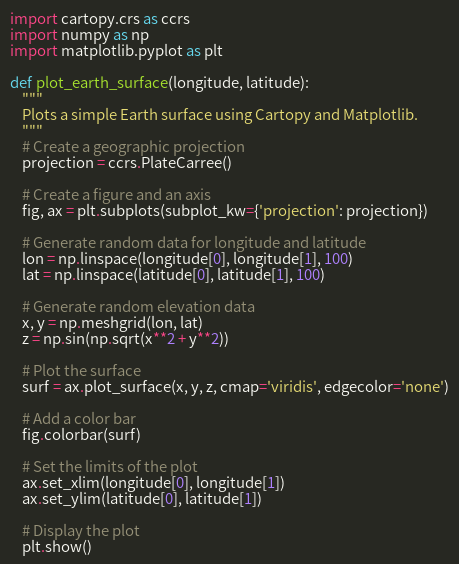 import cartopy.crs as ccrs
import numpy as np
import matplotlib.pyplot as plt

def plot_earth_surface(longitude, latitude):
    """
    Plots a simple Earth surface using Cartopy and Matplotlib.
    """
    # Create a geographic projection
    projection = ccrs.PlateCarree()

    # Create a figure and an axis
    fig, ax = plt.subplots(subplot_kw={'projection': projection})

    # Generate random data for longitude and latitude
    lon = np.linspace(longitude[0], longitude[1], 100)
    lat = np.linspace(latitude[0], latitude[1], 100)

    # Generate random elevation data
    x, y = np.meshgrid(lon, lat)
    z = np.sin(np.sqrt(x**2 + y**2))

    # Plot the surface
    surf = ax.plot_surface(x, y, z, cmap='viridis', edgecolor='none')

    # Add a color bar
    fig.colorbar(surf)

    # Set the limits of the plot
    ax.set_xlim(longitude[0], longitude[1])
    ax.set_ylim(latitude[0], latitude[1])

    # Display the plot
    plt.show()